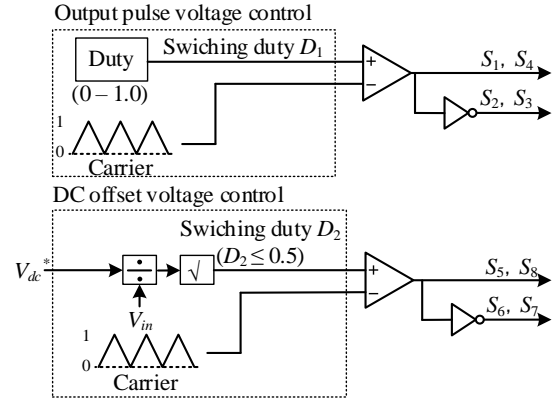 Output pulse voltage control
Swiching duty D1
Duty
(0 – 1.0)
+
−
S1, S4
S2, S3
1
0
Carrier
DC offset voltage control
Swiching duty D2
(D2 ≤ 0.5)
Vdc*
÷
√
+
−
S5, S8
S6, S7
Vin
1
0
Carrier